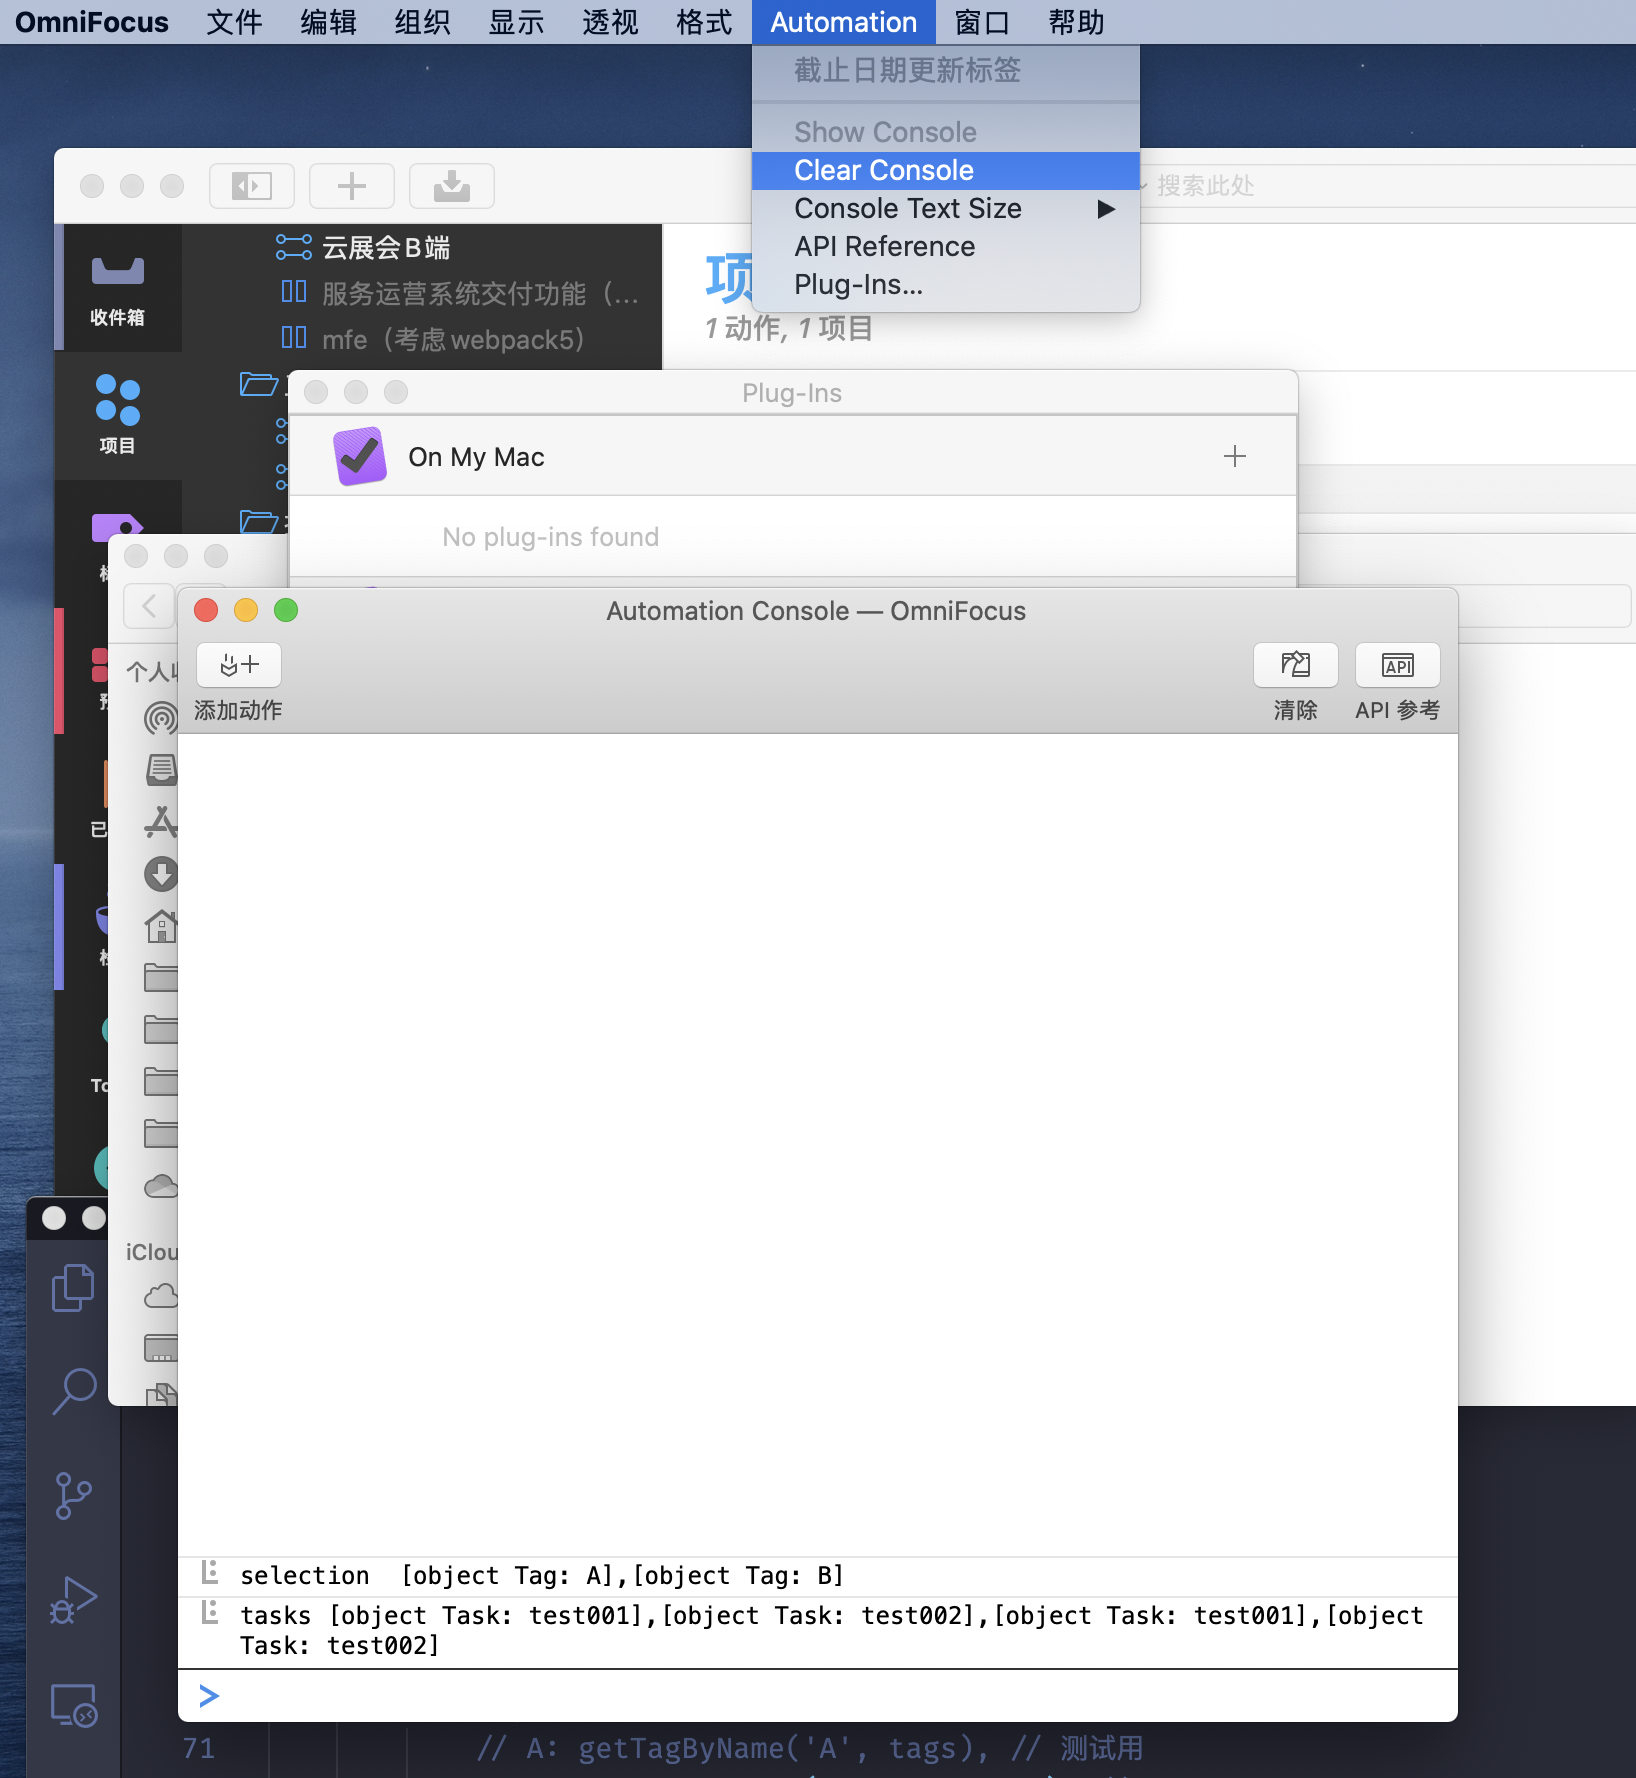 OmniFocus 文件 编辑 组织 显示 透视 格式 Automation 窗口 帮助
截止日期更新标签
Show Console
Clear Console
Console Text Size
API Reference
Plug-Ins...
搜索此处
收件箱
项目
云展会B端
服务运营系统交付功能（...
mfe（考虑webpack5）
1 动作, 1 项目
Plug-Ins
On My Mac
No plug-ins found
个人
Automation Console — OmniFocus
添加动作
清除
API
API 参考
已
iClou
selection [object Tag: A],[object Tag: B]
tasks [object Task: test001],[object Task: test002],[object Task: test001],[object
Task: test002]
>
71 // A: getTagByName('A', tags), // 测试用